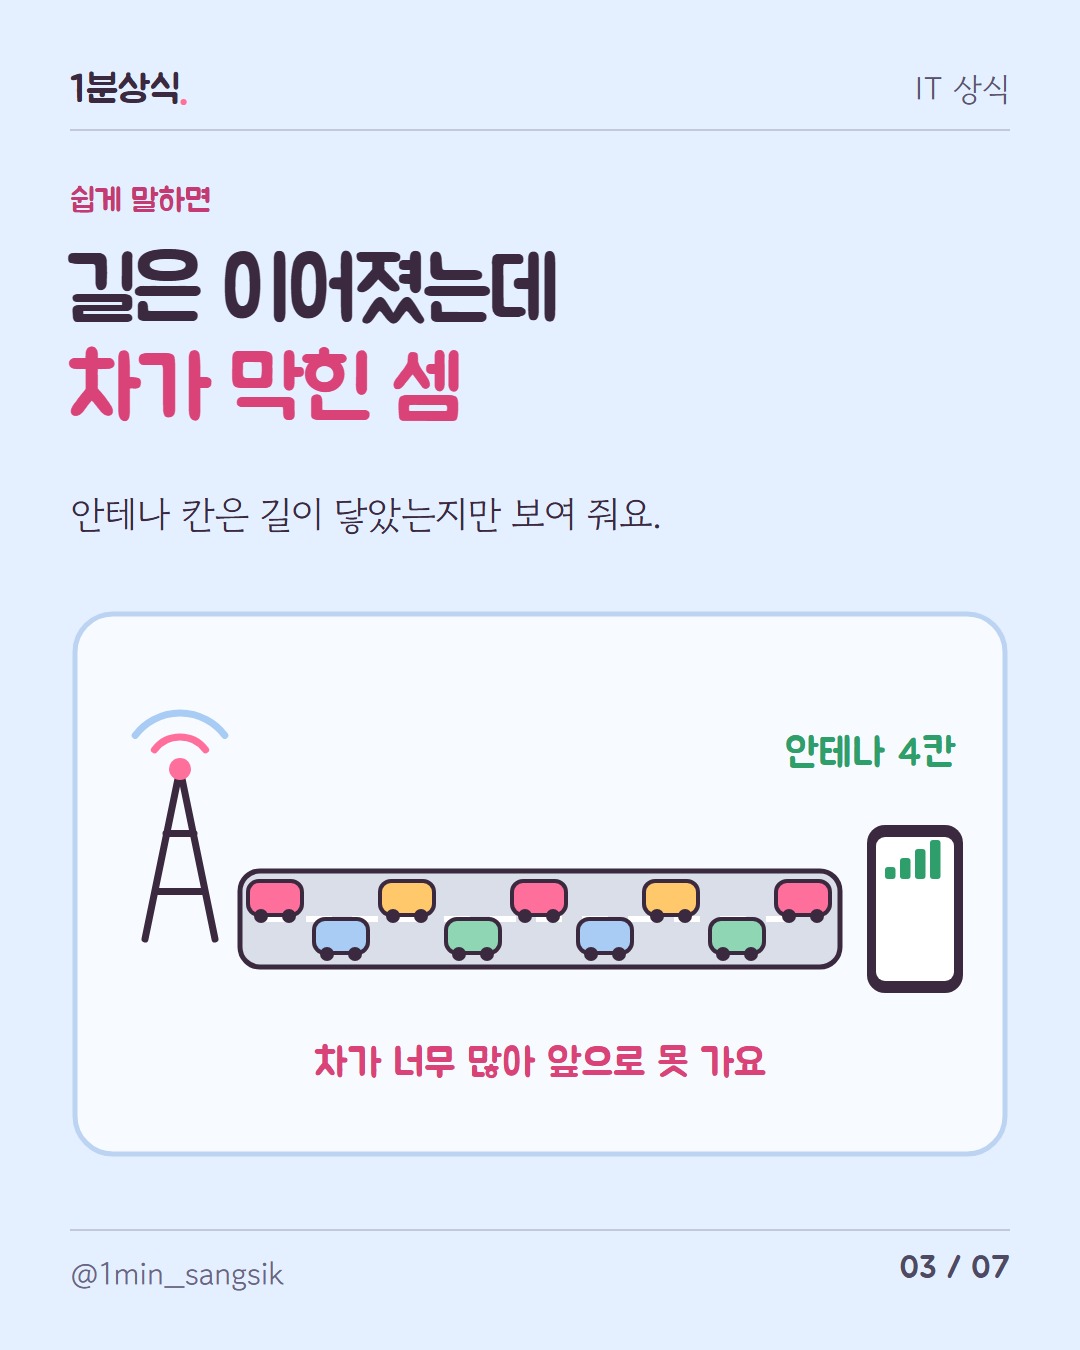 1분상식.
IT 상식
쉽게 말하면
길은 이어졌는데
차가 막힌 셈
안테나 칸은 길이 닿았는지만 보여 줘요.
안테나 4칸
차가 너무 많아 앞으로 못 가요
@1min_sangsik
03 / 07